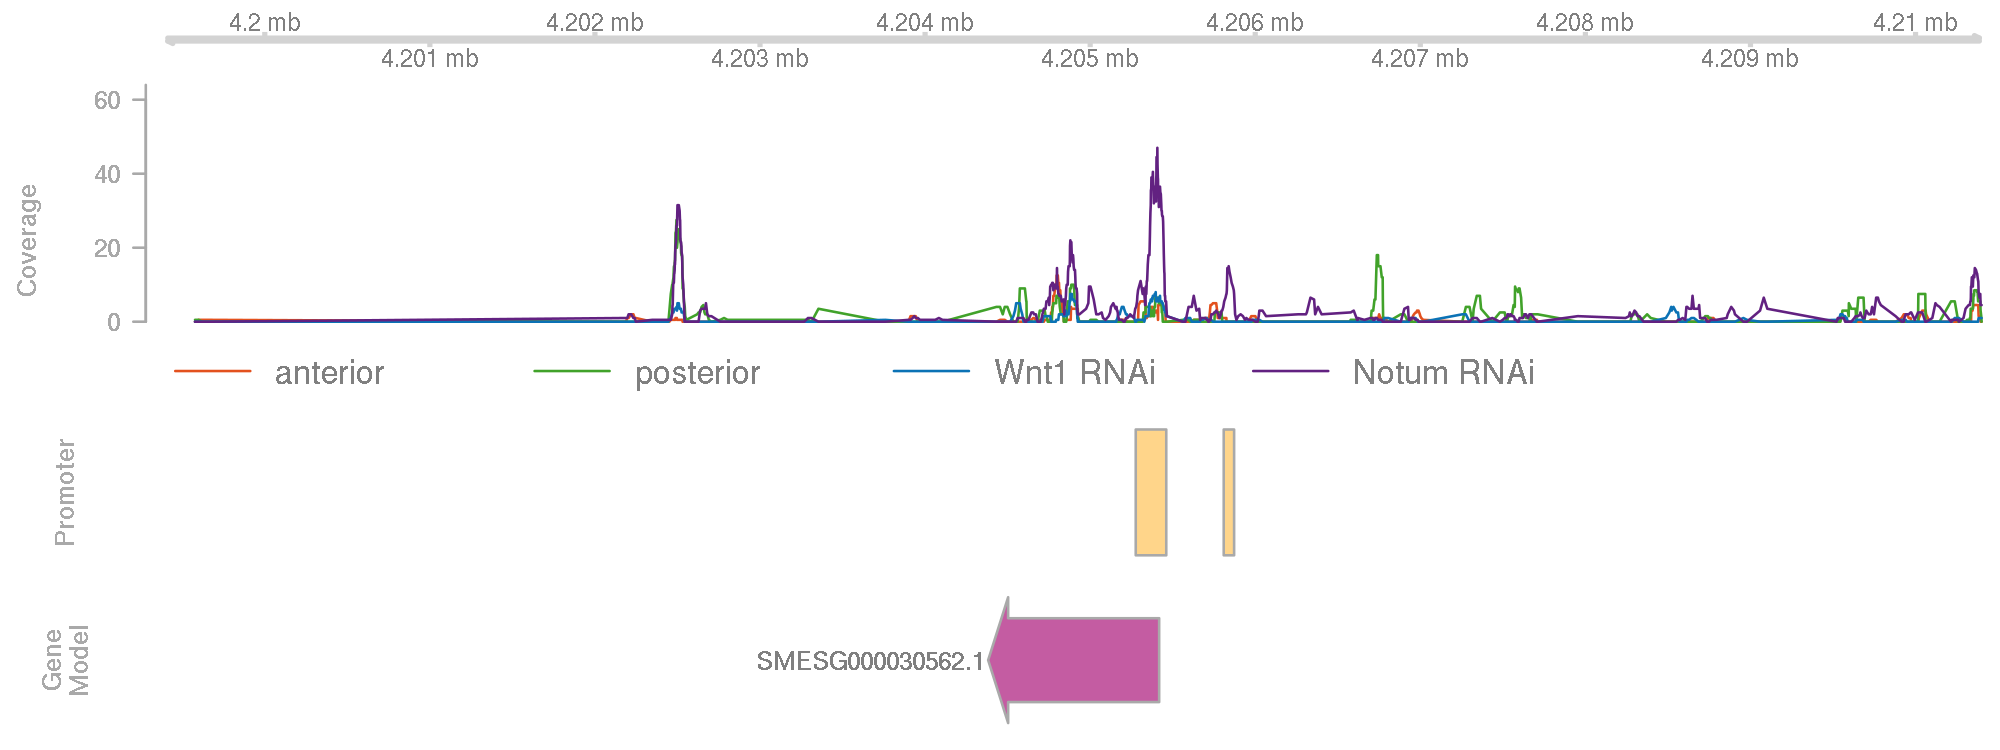 4.2 mb 4.202 mb 4.204 mb 4.206 mb 4.208 mb 4.21 mb
4.201 mb 4.203 mb 4.205 mb 4.207 mb 4.209 mb
60
40
20
0
Coverage
anterior posterior Wnt1 RNAi Notum RNAi
Promoter
Gene
Model
SMESG000030562.1